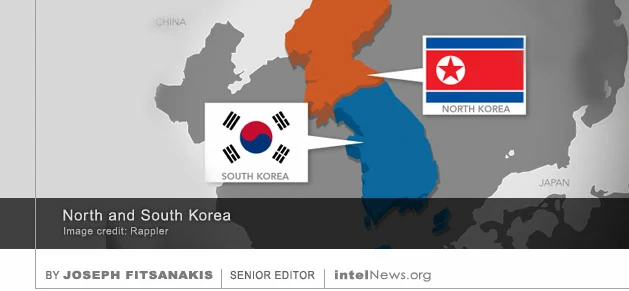 CHINA
NORTH KOREA
SOUTH KOREA
JAPAN
North and South Korea
Image credit: Rappler
BY JOSEPH FITSANAKIS | SENIOR EDITOR | intelNews.org